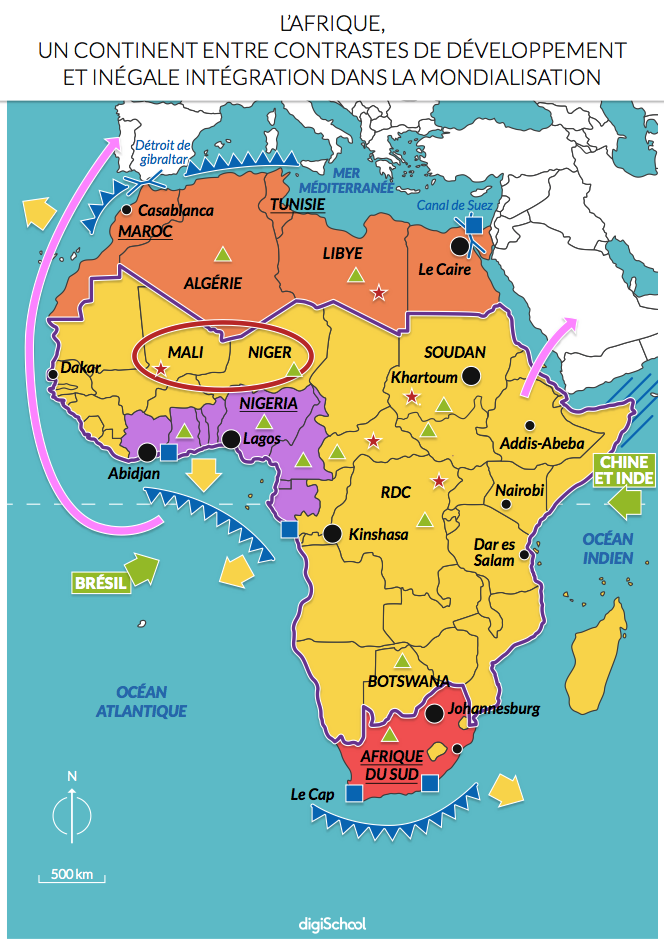 L'AFRIQUE,
UN CONTINENT ENTRE CONTRASTES DE DÉVELOPPEMENT
ET INÉGALE INTÉGRATION DANS LA MONDIALISATION
Détroit de
gibraltar
MER
MÉDITERRANÉE
Canal de Suez
Casablanca
MAROC
TUNISIE
LIBYE
Le Caire
ALGÉRIE
MALI
NIGER
SOUDAN
Dakar
Khartoum
NIGERIA
Lagos
Addis-Abeba
Abidjan
CHINE
ET INDE
RDC
Nairobi
Kinshasa
OCÉAN
INDIEN
Dar es
Salam
BRÉSIL
BOTSWANA
OCÉAN
ATLANTIQUE
Johannesburg
AFRIQUE
DU SUD
Le Cap
N
500 km
digiSchool